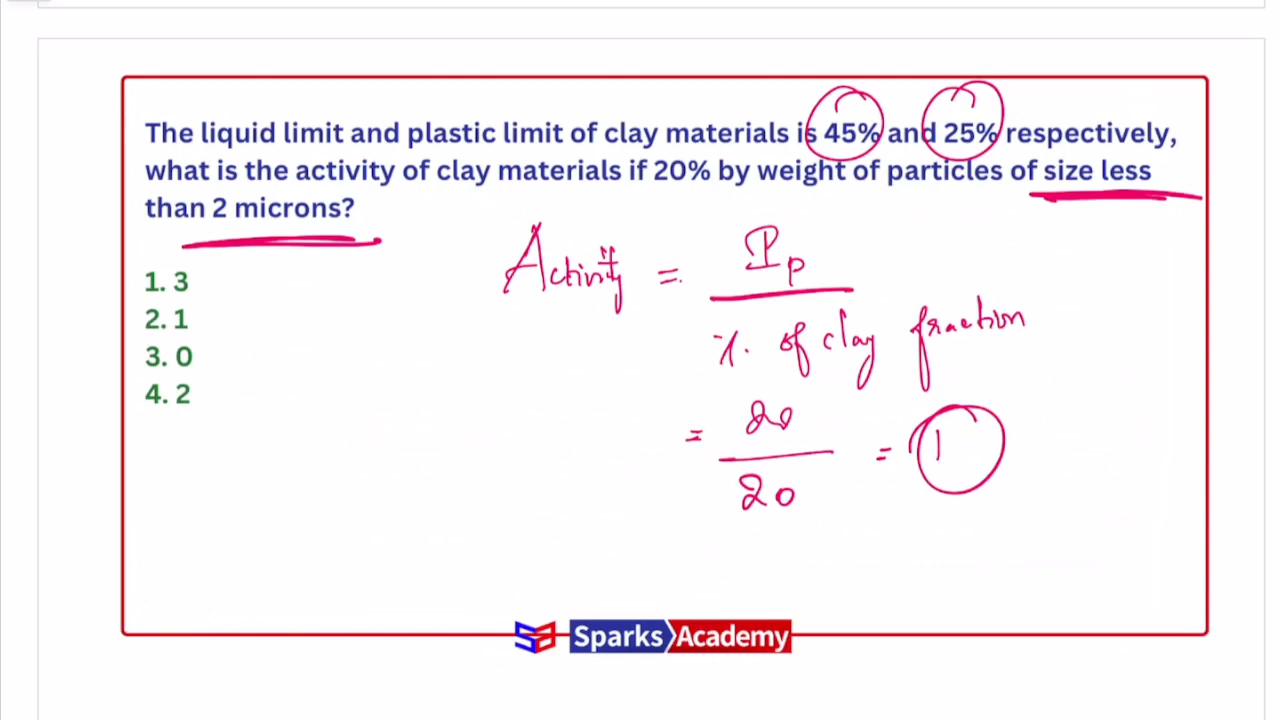 The liquid limit and plastic limit of clay materials is 45% and 25% respectively,
what is the activity of clay materials if 20% by weight of particles of size less
than 2 microns?
1. 3
2. 1
3. 0
4. 2
Activity = Ip
%. of clay fraction
= 20
20
= 1
Sparks Academy